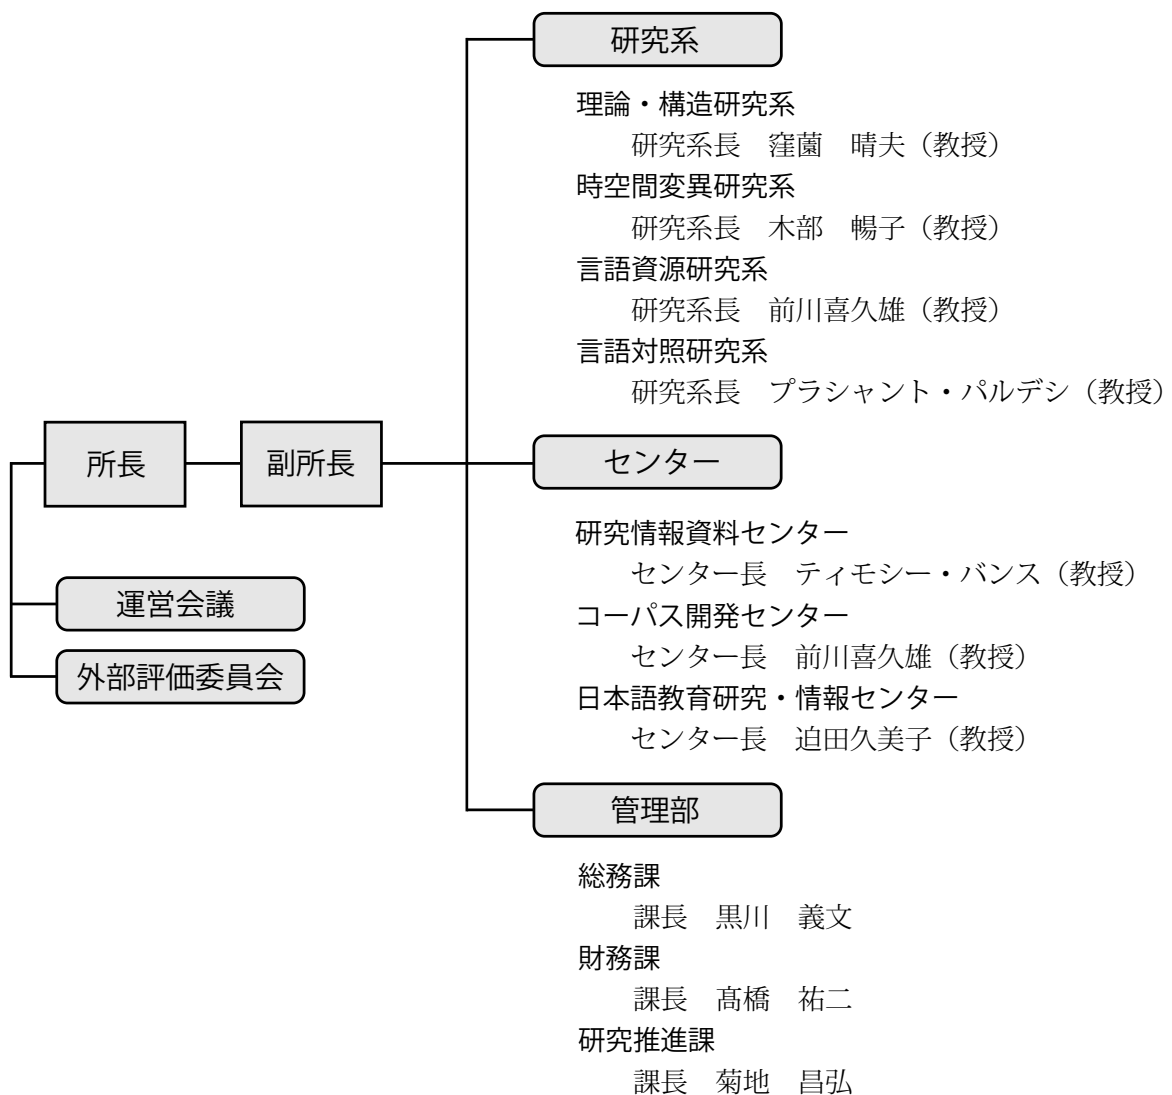 研究系
理論・構造研究系
研究系長　窪薗　晴夫（教授）
時空間変異研究系
研究系長　木部　暢子（教授）
言語資源研究系
研究系長　前川喜久雄（教授）
言語対照研究系
研究系長　プラシャント・パルデシ（教授）
所長
副所長
センター
研究情報資料センター
センター長　ティモシー・バンス（教授）
コーパス開発センター
センター長　前川喜久雄（教授）
日本語教育研究・情報センター
センター長　迫田久美子（教授）
運営会議
外部評価委員会
管理部
総務課
課長　黒川　義文
財務課
課長　髙橋　祐二
研究推進課
課長　菊地　昌弘